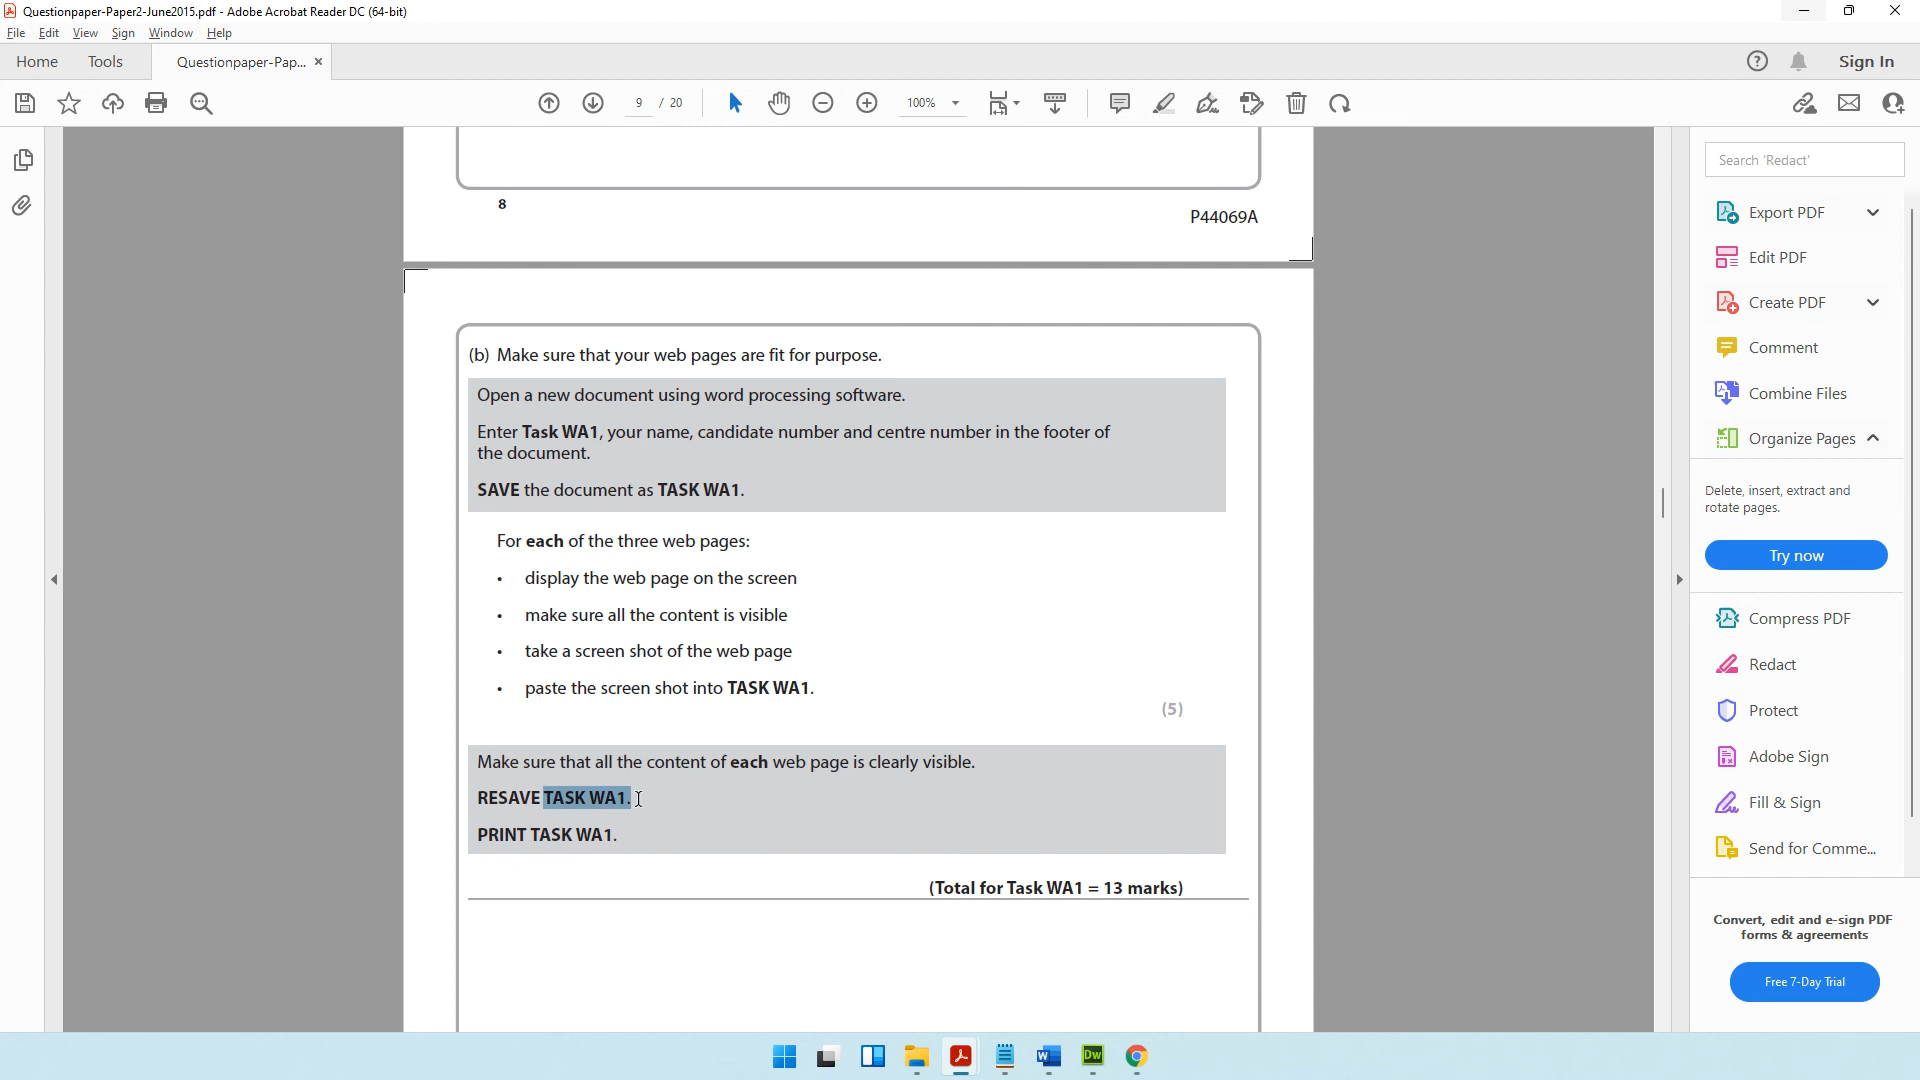 Questionpaper-Paper2-June2015.pdf - Adobe Acrobat Reader DC (64-bit)
File Edit View Sign Window Help
Home Tools Questionpaper-Pap... × Sign In
9 / 20 100%
8
P44069A
(b) Make sure that your web pages are fit for purpose.
Open a new document using word processing software.
Enter Task WA1, your name, candidate number and centre number in the footer of
the document.
SAVE the document as TASK WA1.
For each of the three web pages:
• display the web page on the screen
• make sure all the content is visible
• take a screen shot of the web page
• paste the screen shot into TASK WA1.
(5)
Make sure that all the content of each web page is clearly visible.
RESAVE TASK WA1.
PRINT TASK WA1.
(Total for Task WA1 = 13 marks)
Search 'Redact'
Export PDF
Edit PDF
Create PDF
Comment
Combine Files
Organize Pages
Delete, insert, extract and
rotate pages.
Try now
Compress PDF
Redact
Protect
Adobe Sign
Fill & Sign
Send for Comme...
Convert, edit and e-sign PDF
forms & agreements
Free 7-Day Trial
W Dw